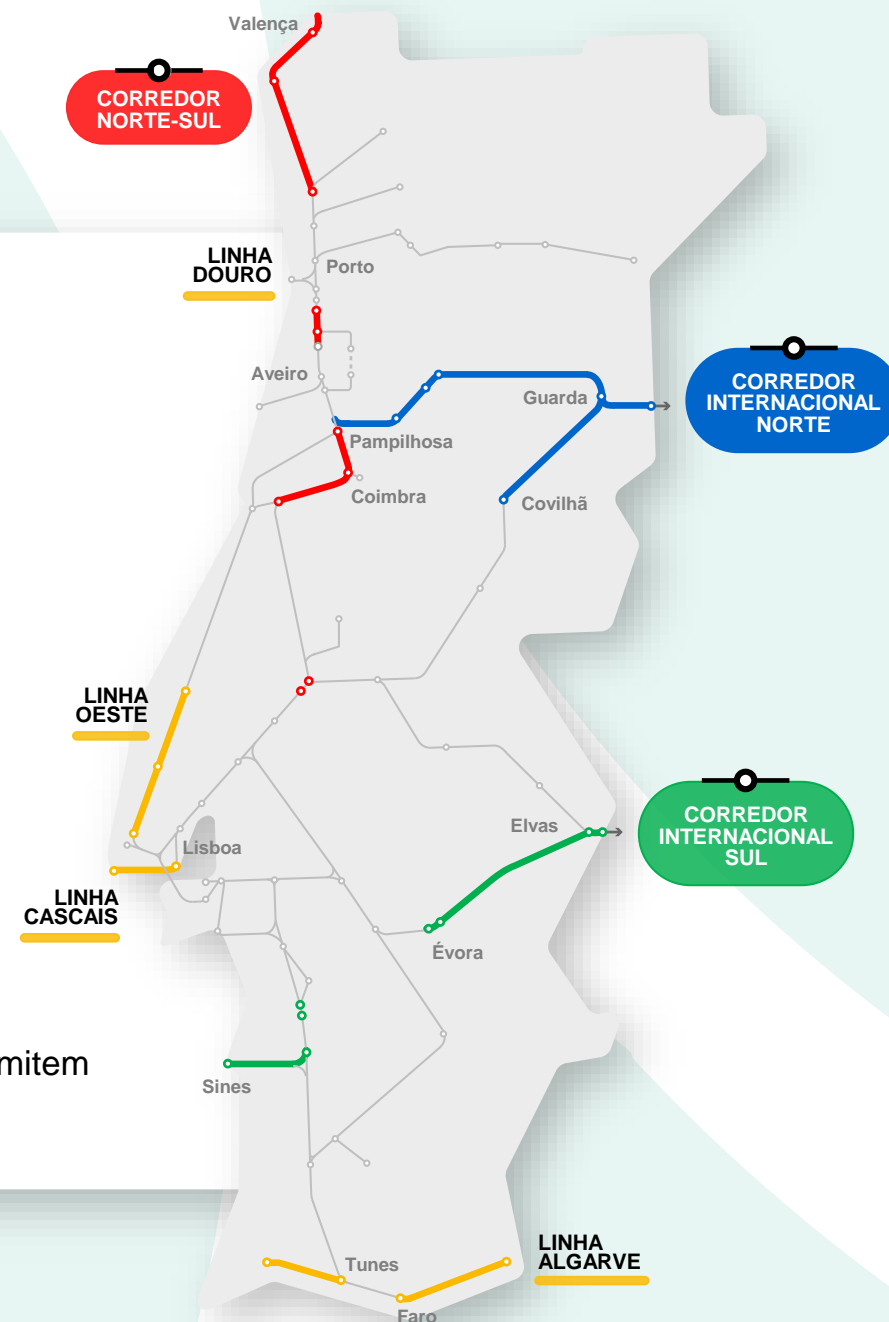 Valença
CORREDOR
NORTE-SUL
LINHA
DOURO
Porto
Aveiro
Guarda
CORREDOR
INTERNACIONAL
NORTE
Pampilhosa
Coimbra
Covilhã
LINHA
OESTE
Lisboa
Elvas
CORREDOR
INTERNACIONAL
SUL
LINHA
CASCAIS
Évora
mitem
Sines
Tunes
LINHA
ALGARVE
Faro